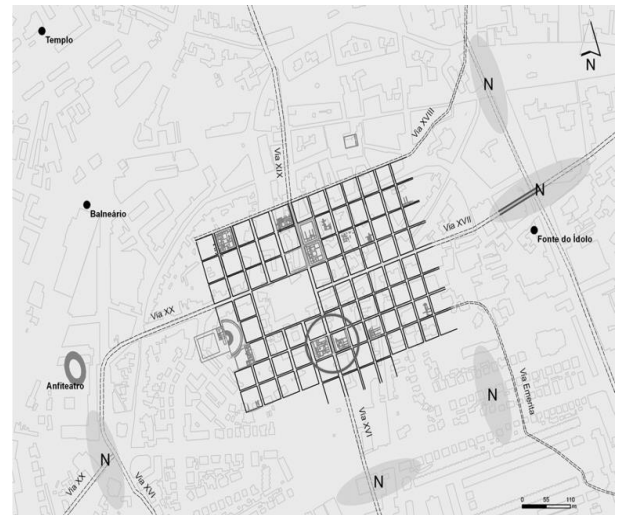 Templo
N
N
Via XVIII
Via XIX
N
Balneário
Via XVII
Fonte do Ídolo
Via XX
Anfiteatro
Via Emerita
N
Via XVI
N
Via XX
Via XVI
N
0 55 110
m